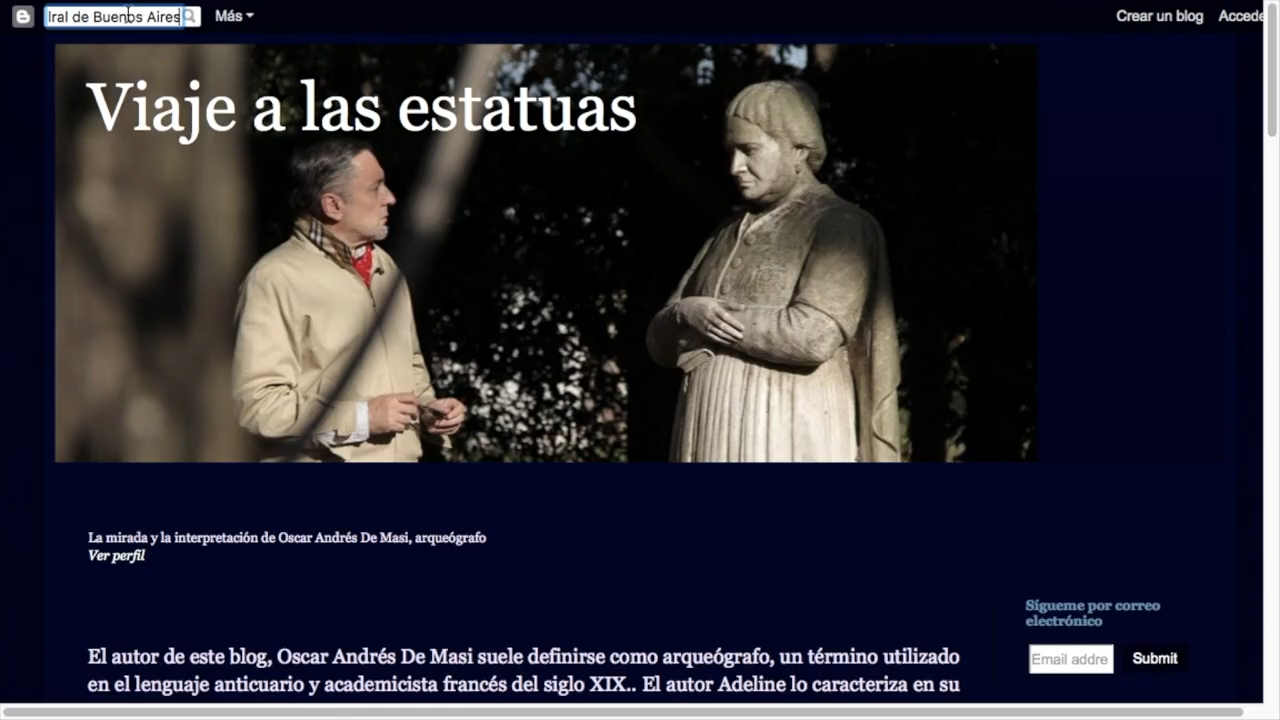 de Buenos Aires
Más
Crear un blog
Viaje a las estatuas
La mirada y la interpretación de Oscar Andrés De Masi, arqueógrafo
Ver perfil
Sígueme por correo
electrónico
Email addre
Submit
El autor de este blog, Oscar Andrés De Masi suele definirse como arqueógrafo, un término utilizado
en el lenguaje anticuario y academicista francés del siglo XIX.. El autor Adeline lo caracteriza en su